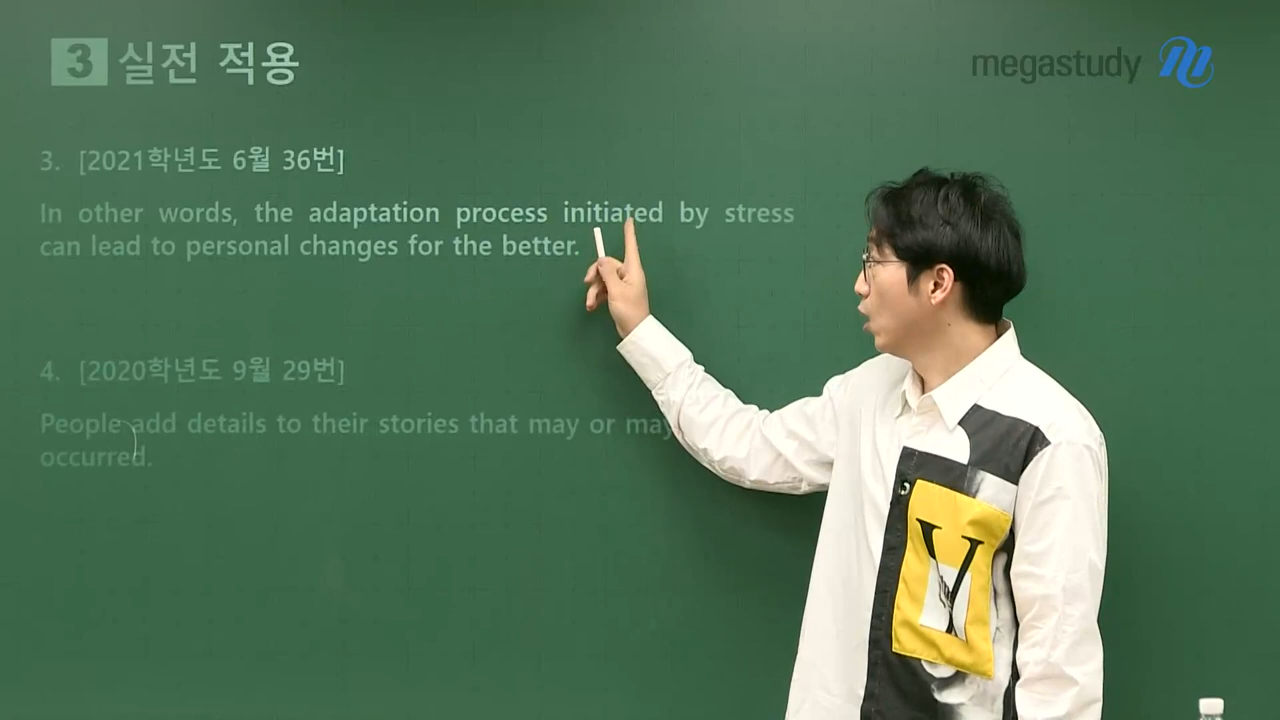 3 실전 적용
megastudy
3. [2021학년도 6월 36번]
In other words, the adaptation process initiated by stress
can lead to personal changes for the better.
4. [2020학년도 9월 29번]
People add details to their stories that may or may
occurred.